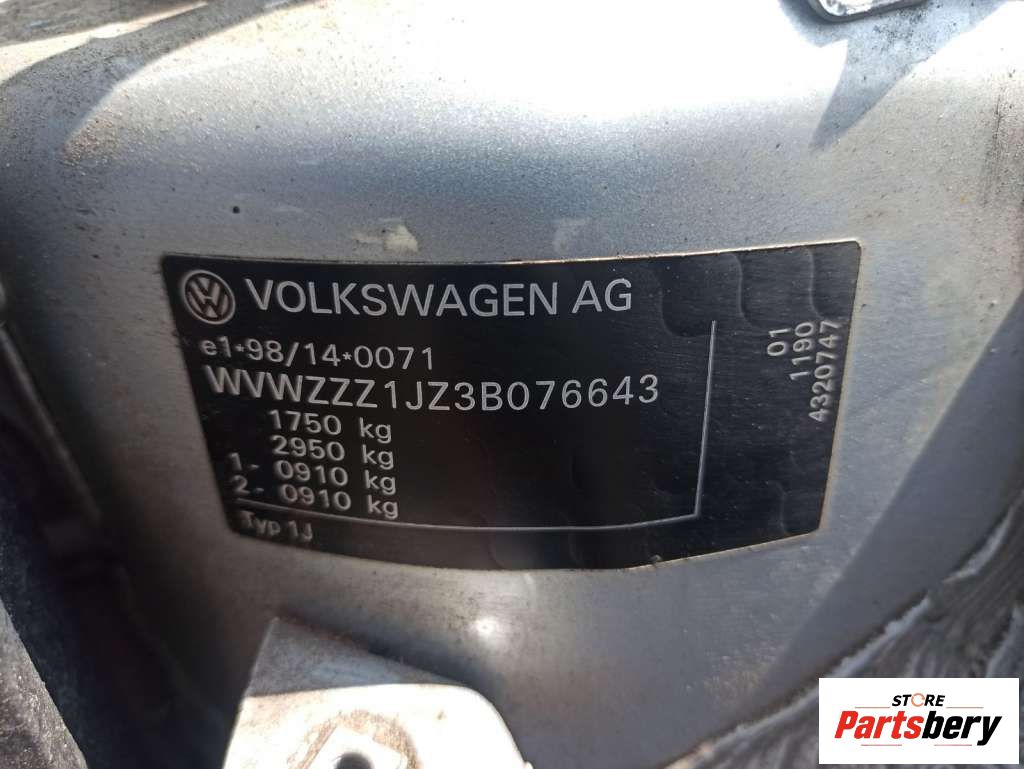 VOLKSWAGEN AG
e1*98/14*0071
WVWZZZ1JZ3B076643
1750 kg
2950 kg
1- 0910 kg
2- 0910 kg
Typ 1J
01
1190
4320747
STORE
Partsbery